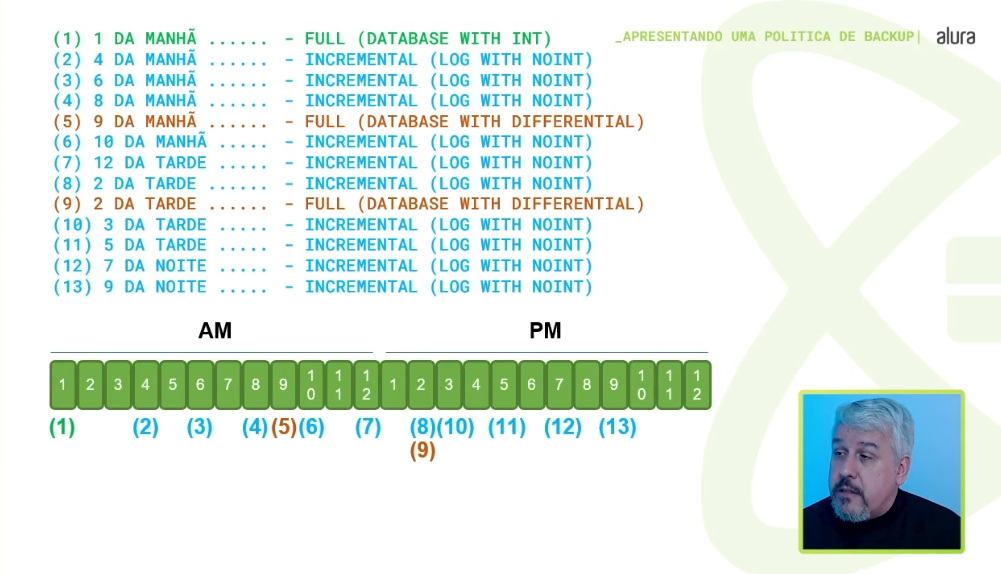 _APRESENTANDO UMA POLITICA DE BACKUP| alura
(1) 1 DA MANHÃ ...... - FULL (DATABASE WITH INT)
(2) 4 DA MANHÃ ...... - INCREMENTAL (LOG WITH NOINT)
(3) 6 DA MANHÃ ...... - INCREMENTAL (LOG WITH NOINT)
(4) 8 DA MANHÃ ...... - INCREMENTAL (LOG WITH NOINT)
(5) 9 DA MANHÃ ...... - FULL (DATABASE WITH DIFFERENTIAL)
(6) 10 DA MANHÃ ..... - INCREMENTAL (LOG WITH NOINT)
(7) 12 DA TARDE ..... - INCREMENTAL (LOG WITH NOINT)
(8) 2 DA TARDE ...... - INCREMENTAL (LOG WITH NOINT)
(9) 2 DA TARDE ...... - FULL (DATABASE WITH DIFFERENTIAL)
(10) 3 DA TARDE ..... - INCREMENTAL (LOG WITH NOINT)
(11) 5 DA TARDE ..... - INCREMENTAL (LOG WITH NOINT)
(12) 7 DA NOITE ..... - INCREMENTAL (LOG WITH NOINT)
(13) 9 DA NOITE ..... - INCREMENTAL (LOG WITH NOINT)
AM PM
1 2 3 4 5 6 7 8 9 10 11 12 1 2 3 4 5 6 7 8 9 10 11 12
(1) (2) (3) (4) (5) (6) (7) (8) (10) (11) (12) (13)
(9)